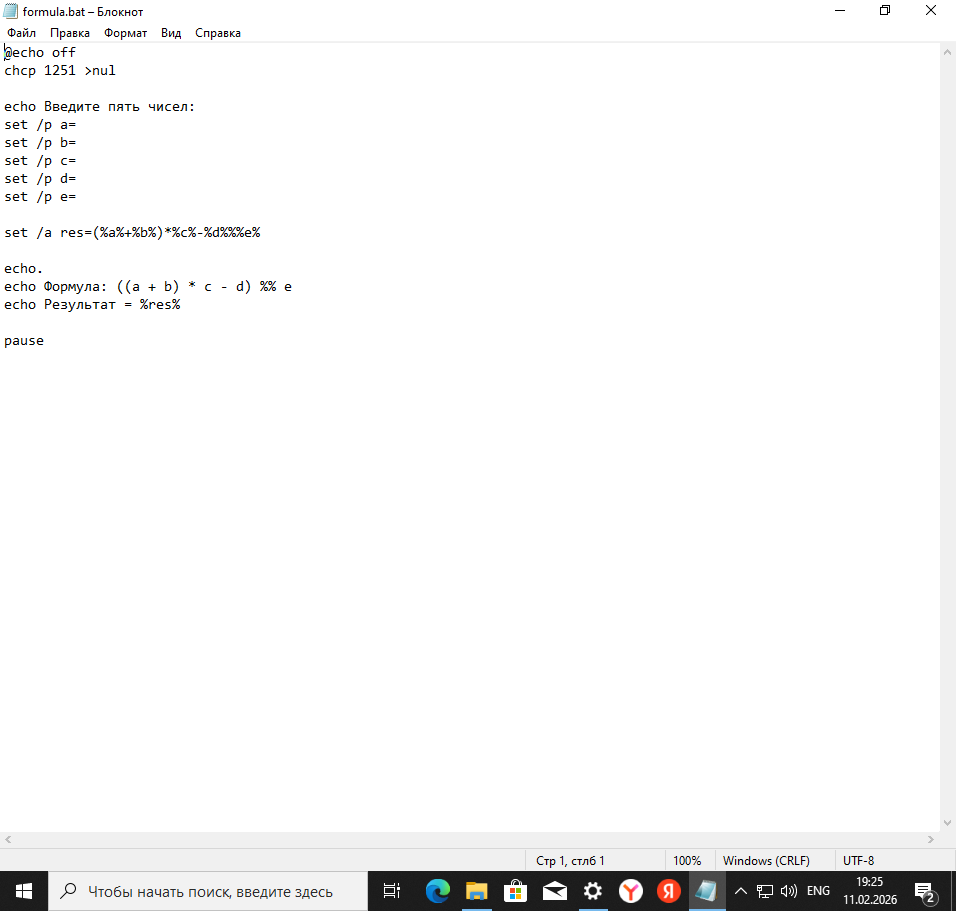 formula.bat – Блокнот
Файл Правка Формат Вид Справка
@echo off
chcp 1251 >nul
echo Введите пять чисел:
set /p a=
set /p b=
set /p c=
set /p d=
set /p e=
set /a res=(%a%+%b%)*%c%-%d%%%e%
echo.
echo Формула: ((a + b) * c - d) %% e
echo Результат = %res%
pause
Стр 1, стлб 1 100% Windows (CRLF) UTF-8
Чтобы начать поиск, введите здесь
Y
Я
ENG
19:25
11.02.2026
2